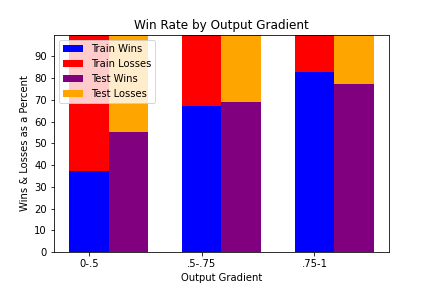 Win Rate by Output Gradient
Train Wins
Train Losses
Test Wins
Test Losses
Wins & Losses as a Percent
90
80
70
60
50
40
30
20
10
0
0-.5
.5-.75
.75-1
Output Gradient